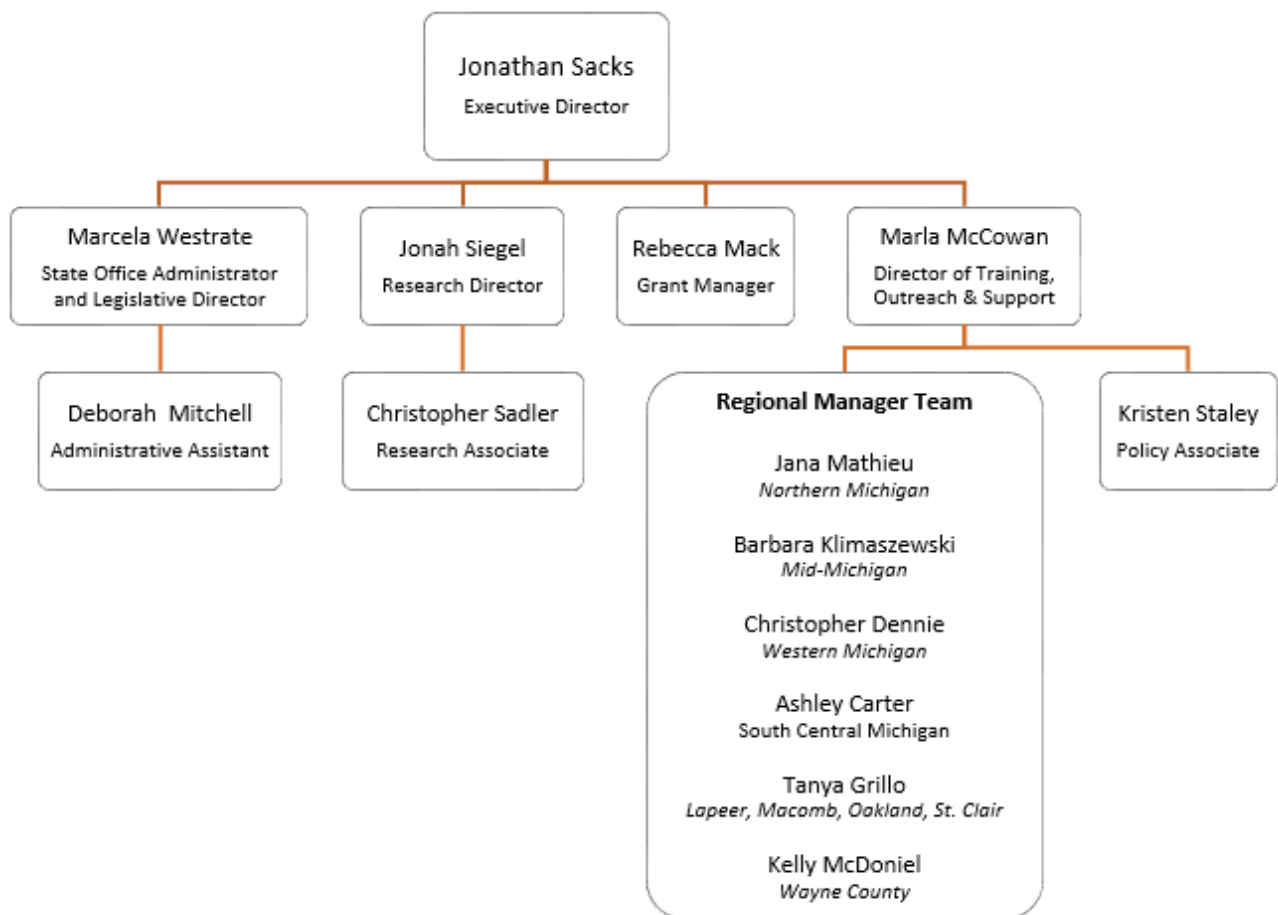 Jonathan Sacks
Executive Director
Marcela Westrate
State Office Administrator
and Legislative Director
Jonah Siegel
Research Director
Rebecca Mack
Grant Manager
Marla McCowan
Director of Training,
Outreach & Support
Deborah  Mitchell
Administrative Assistant
Christopher Sadler
Research Associate
Regional Manager Team
Jana Mathieu
Northern Michigan
Barbara Klimaszewski
Mid-Michigan
Christopher Dennie
Western Michigan
Ashley Carter
South Central Michigan
Tanya Grillo
Lapeer, Macomb, Oakland, St. Clair
Kelly McDoniel
Wayne County
Kristen Staley
Policy Associate